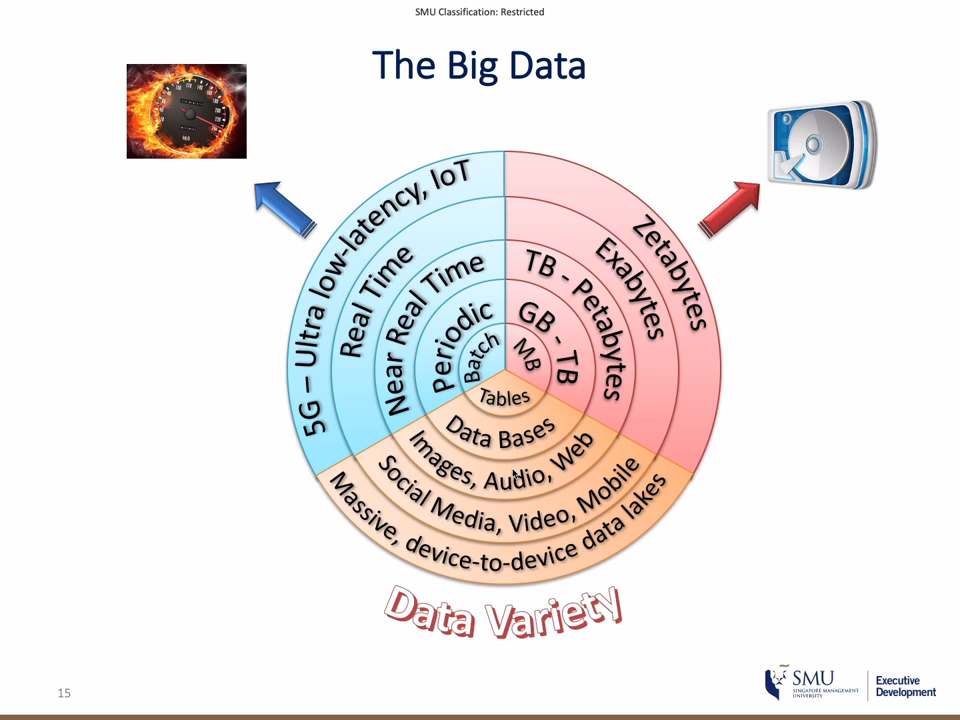 SMU Classification: Restricted
The Big Data
5G – Ultra low-latency, IoT
Real Time
Near Real Time
Periodic
Batch
Zetabytes
Exabytes
TB - Petabytes
GB - TB
MB
Tables
Data Bases
Images, Audio, Web
Social Media, Video, Mobile
Massive, device-to-device data lakes
Data Variety
15
SMU
SINGAPORE MANAGEMENT
UNIVERSITY
Executive
Development